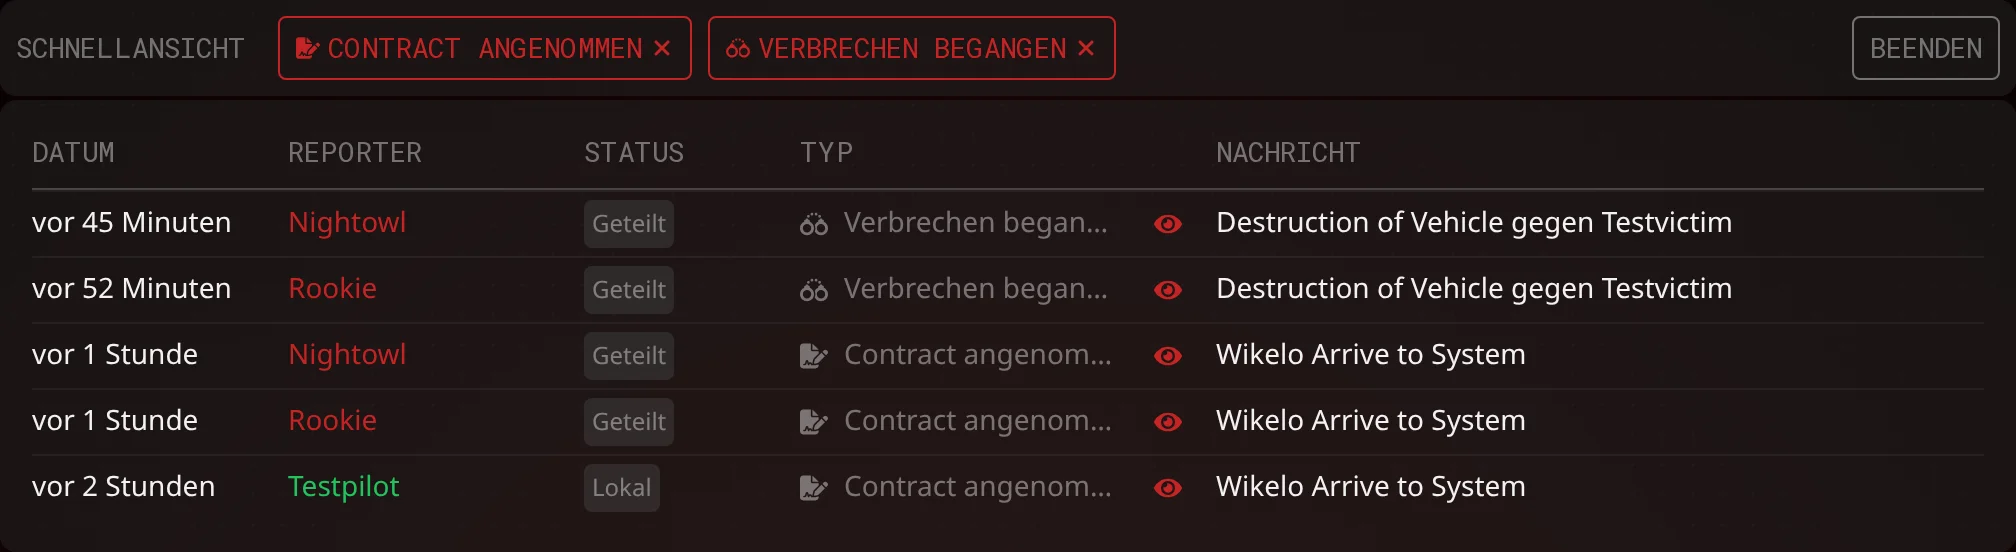 SCHNELLANSICHT CONTRACT ANGENOMMEN × VERBRECHEN BEGANGEN × BEENDEN
DATUM REPORTER STATUS TYP NACHRICHT
vor 45 Minuten Nightowl Geteilt Verbrechen began... Destruction of Vehicle gegen Testvictim
vor 52 Minuten Rookie Geteilt Verbrechen began... Destruction of Vehicle gegen Testvictim
vor 1 Stunde Nightowl Geteilt Contract angenom... Wikelo Arrive to System
vor 1 Stunde Rookie Geteilt Contract angenom... Wikelo Arrive to System
vor 2 Stunden Testpilot Lokal Contract angenom... Wikelo Arrive to System